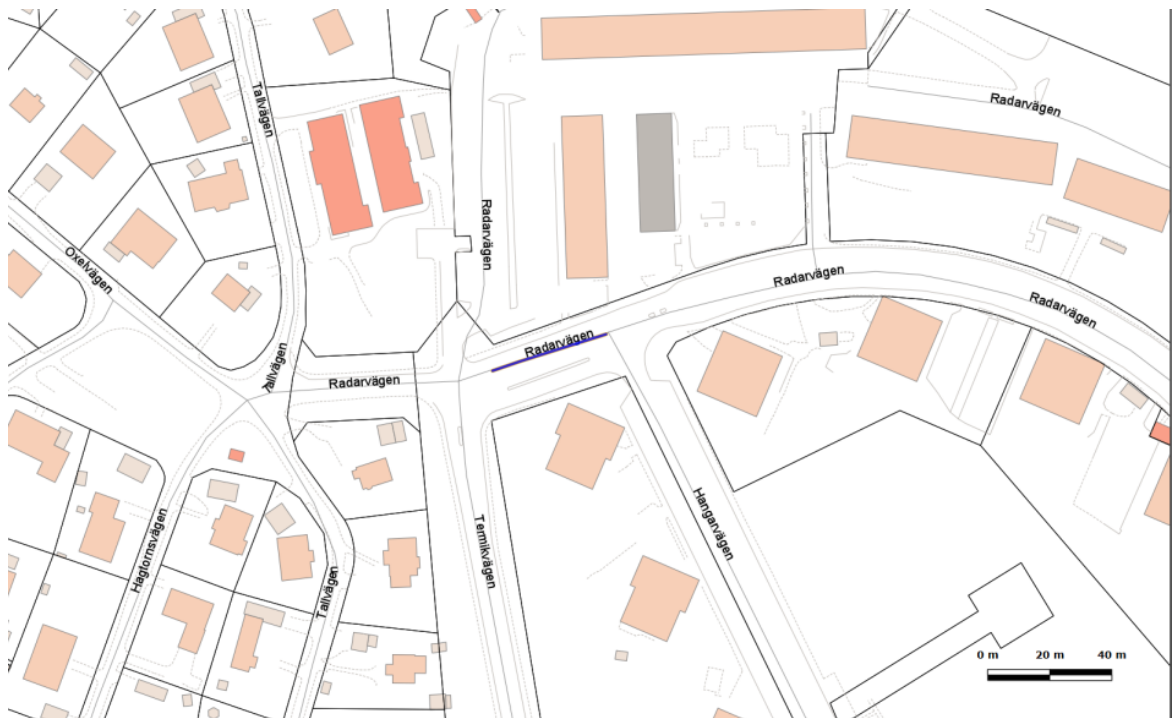 Tallvägen
Radarvägen
Radarvägen
Oxelvägen
Radarvägen
Radarvägen
Radarvägen
Tallvägen
Radarvägen
Hagtornsvägen
Tallvägen
Termikvägen
Hangarvägen
0 m 20 m 40 m